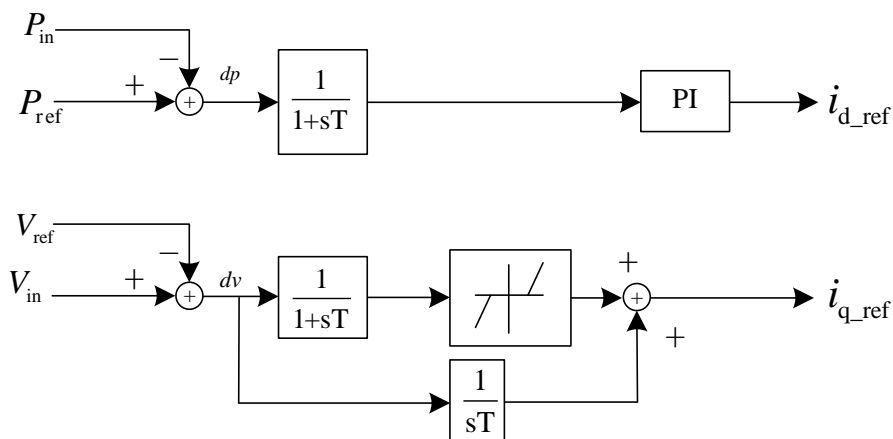 P_in
−
+
P_ref
+
dp
1
1+sT
PI
i_d_ref
V_ref
−
+
V_in
+
dv
1
1+sT
+
+
+
i_q_ref
1
sT